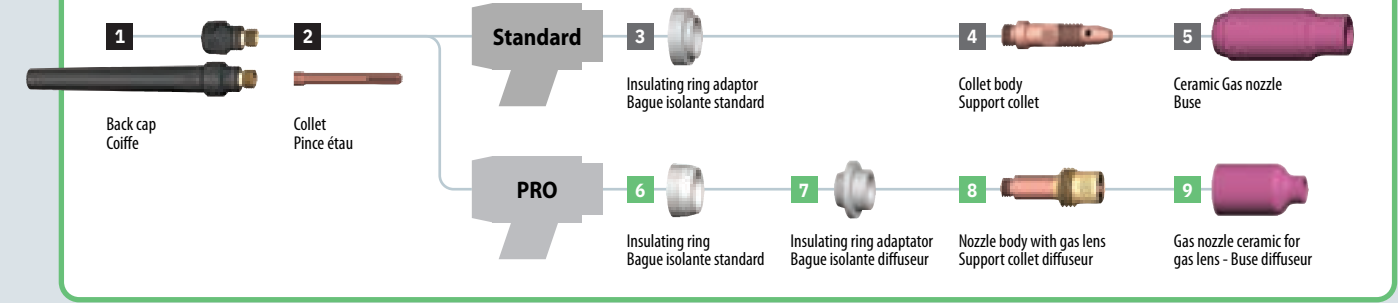 1
2
Standard
3
4
5
Insulating ring adaptor
Bague isolante standard
Collet body
Support collet
Ceramic Gas nozzle
Buse
Back cap
Coiffe
Collet
Pince étau
PRO
6
7
8
9
Insulating ring
Bague isolante standard
Insulating ring adaptator
Bague isolante diffuseur
Nozzle body with gas lens
Support collet diffuseur
Gas nozzle ceramic for
gas lens - Buse diffuseur